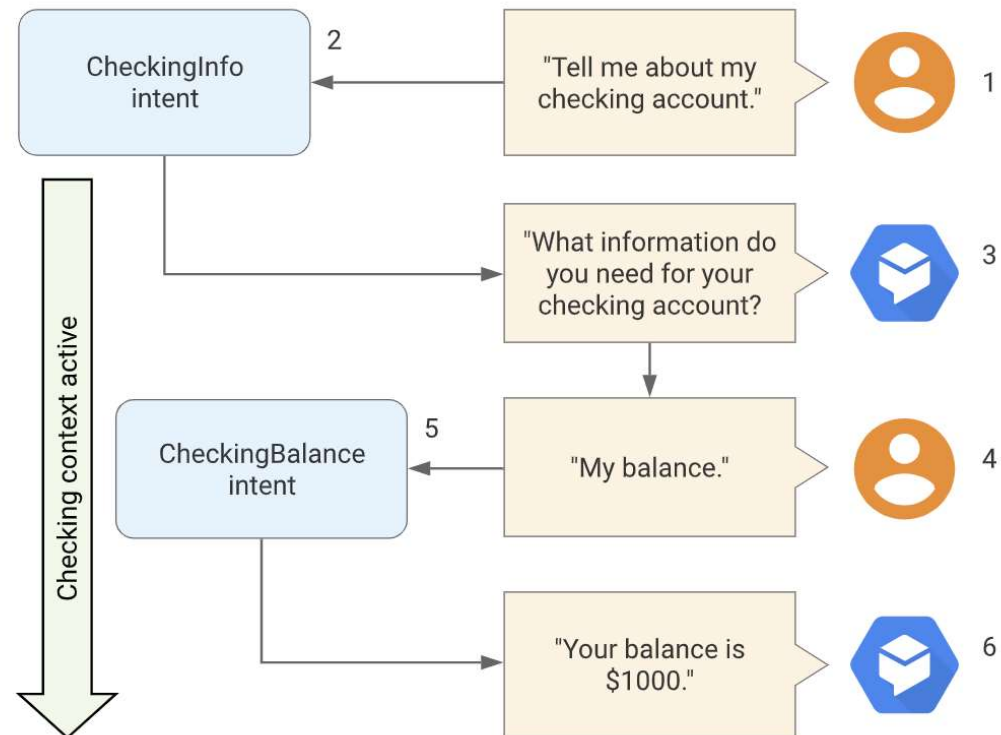 2
CheckingInfo
intent
"Tell me about my
checking account."
1
"What information do
you need for your
checking account?
3
Checking context active
5
CheckingBalance
intent
"My balance."
4
"Your balance is
$1000."
6